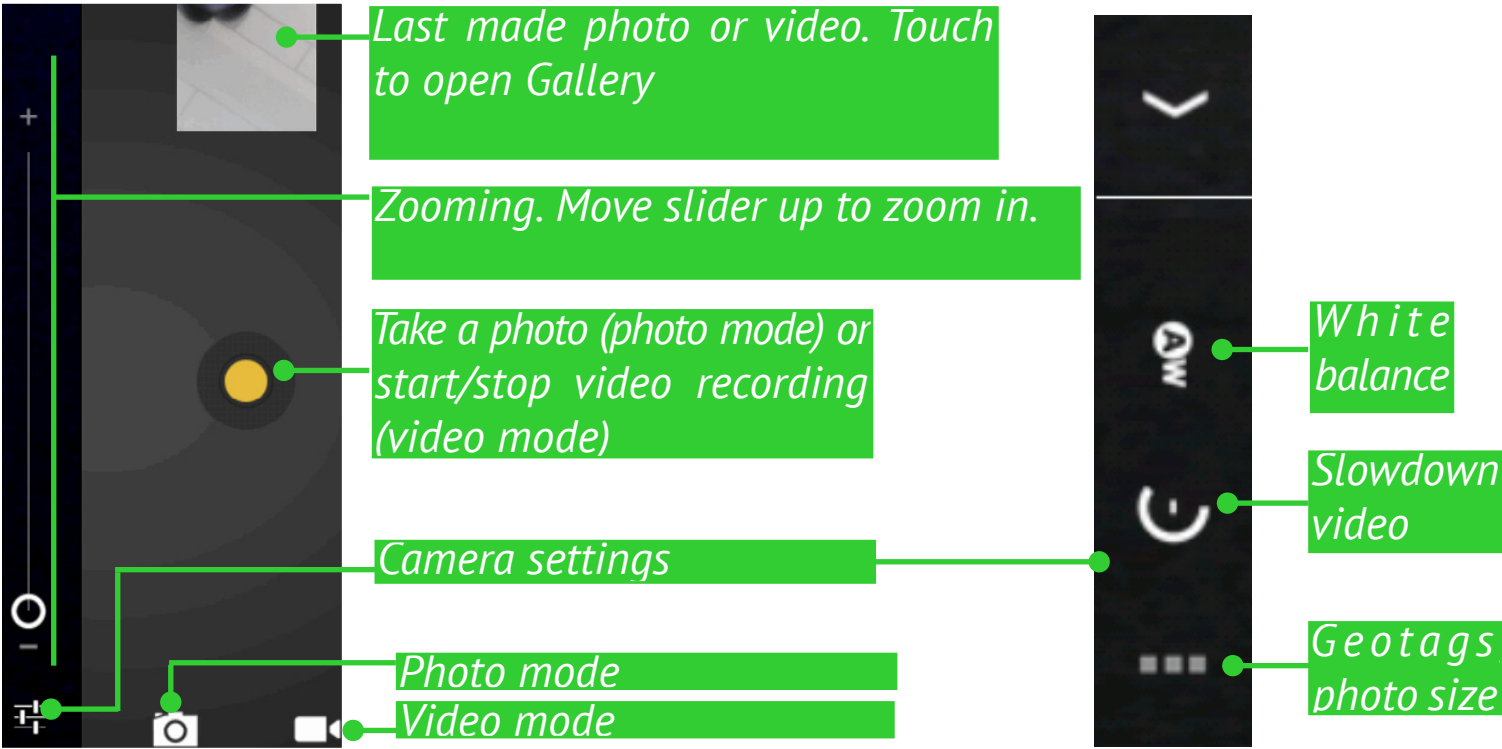 Last made photo or video. Touch
to open Gallery
Zooming. Move slider up to zoom in.
Take a photo (photo mode) or
start/stop video recording
(video mode)
Camera settings
Photo mode
Video mode
AW
White
balance
Slowdown
video
Geotags
photo size